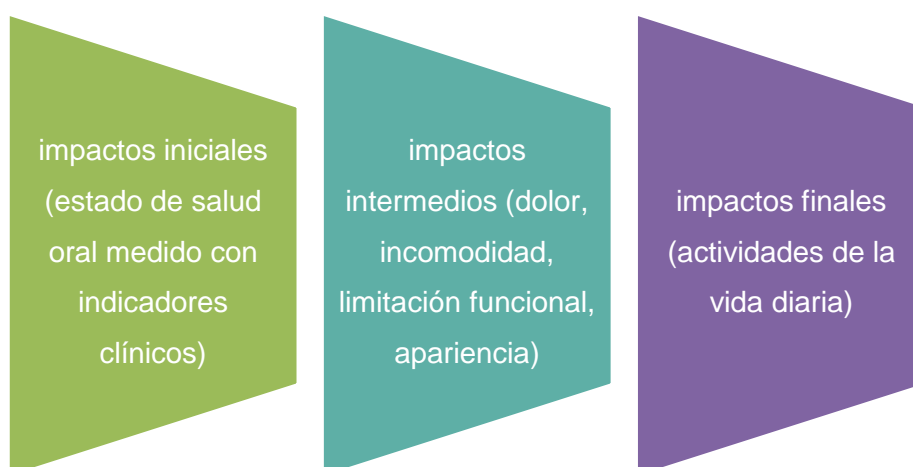 impactos iniciales
(estado de salud
oral medido con
indicadores
clínicos)
impactos
intermedios (dolor,
incomodidad,
limitación funcional,
apariencia)
impactos finales
(actividades de la
vida diaria)